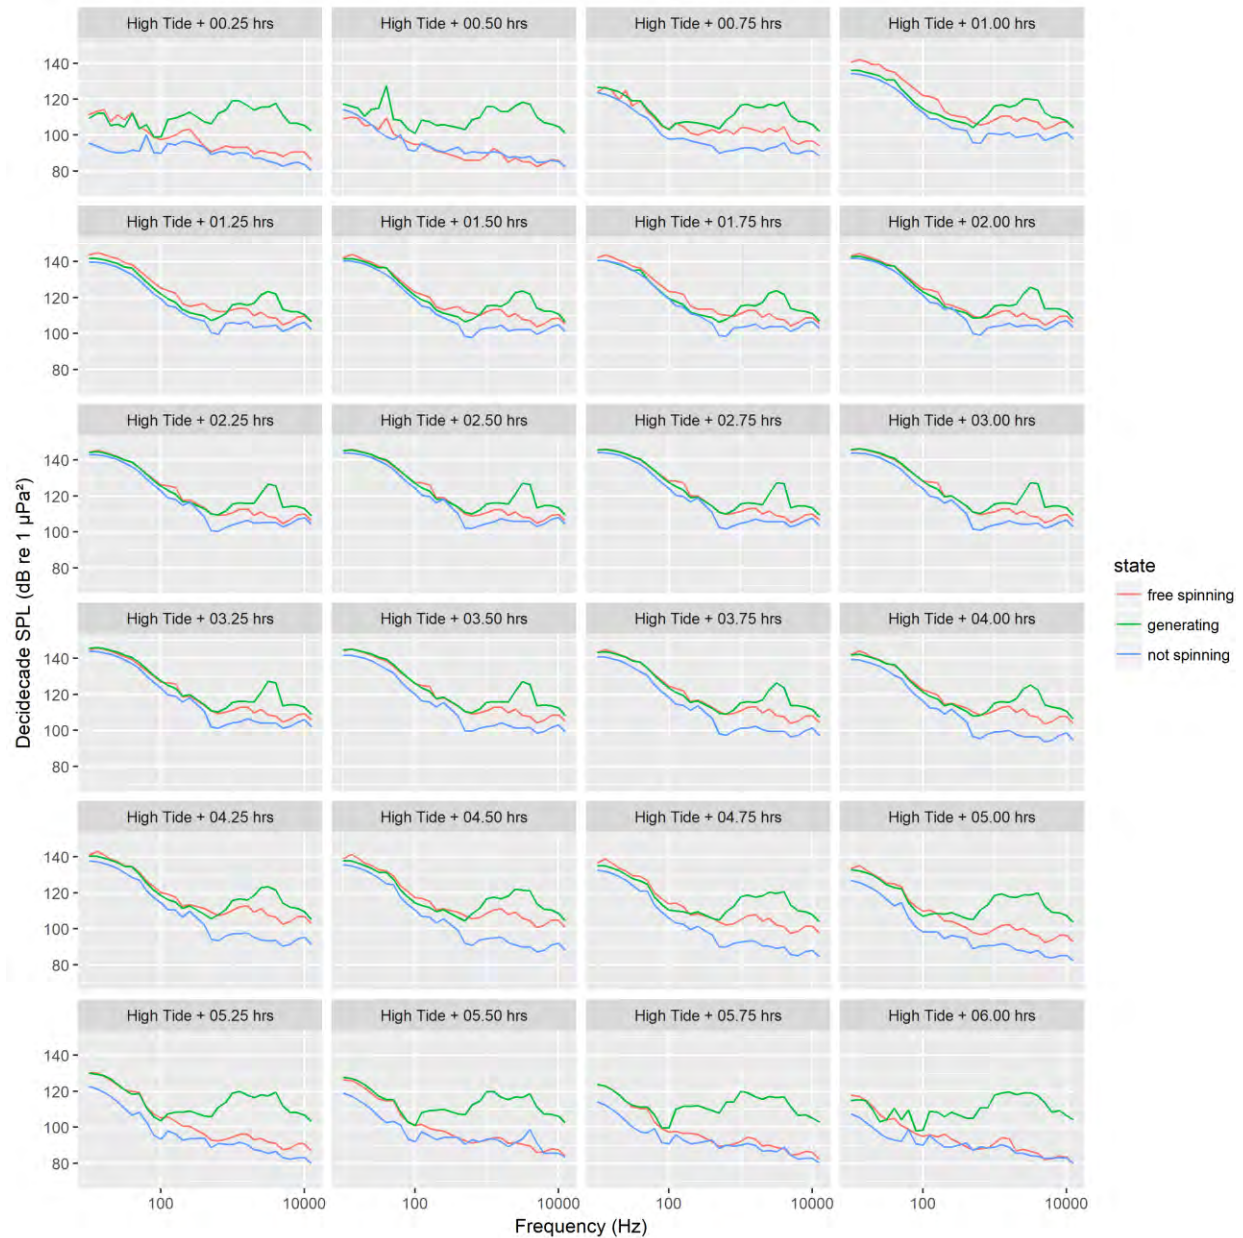 High Tide + 00.25 hrs High Tide + 00.50 hrs High Tide + 00.75 hrs High Tide + 01.00 hrs
140
120
100
80
High Tide + 01.25 hrs High Tide + 01.50 hrs High Tide + 01.75 hrs High Tide + 02.00 hrs
140
120
100
80
High Tide + 02.25 hrs High Tide + 02.50 hrs High Tide + 02.75 hrs High Tide + 03.00 hrs
140
120
100
80
High Tide + 03.25 hrs High Tide + 03.50 hrs High Tide + 03.75 hrs High Tide + 04.00 hrs
140
120
100
80
High Tide + 04.25 hrs High Tide + 04.50 hrs High Tide + 04.75 hrs High Tide + 05.00 hrs
140
120
100
80
High Tide + 05.25 hrs High Tide + 05.50 hrs High Tide + 05.75 hrs High Tide + 06.00 hrs
140
120
100
80
100 10000 100 10000 100 10000 100 10000
Frequency (Hz)
Decidecade SPL (dB re 1 µPa²)
state
free spinning
generating
not spinning